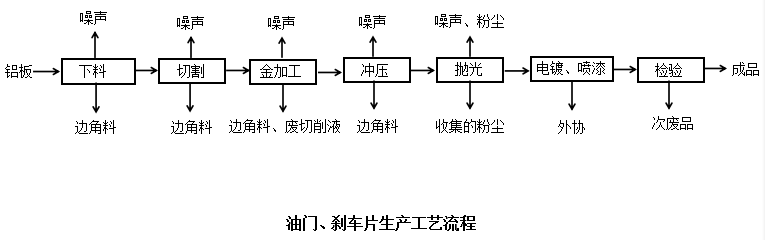 噪声 噪声 噪声 噪声 噪声、粉尘
铝板 下料 切割 金加工 冲压 抛光 电镀、喷漆 检验 成品
边角料 边角料 边角料、废切削液 边角料 收集的粉尘 外协 次废品
油门、刹车片生产工艺流程